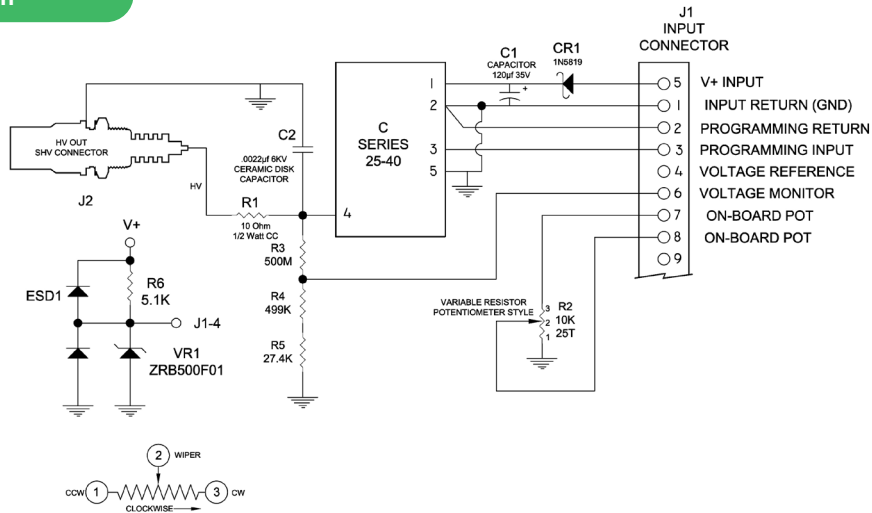 J1
INPUT
CONNECTOR
C1
CAPACITOR
120µf 35V
+
CR1
1N5819
5 V+ INPUT
1 INPUT RETURN (GND)
2 PROGRAMMING RETURN
3 PROGRAMMING INPUT
4 VOLTAGE REFERENCE
6 VOLTAGE MONITOR
7 ON-BOARD POT
8 ON-BOARD POT
9
C
SERIES
25-40
1
2
3
5
4
HV OUT
SHV CONNECTOR
J2
HV
C2
.0022µf 6KV
CERAMIC DISK
CAPACITOR
R1
10 Ohm
1/2 Watt CC
R3
500M
R4
499K
R5
27.4K
VARIABLE RESISTOR
POTENTIOMETER STYLE
3
2
1
R2
10K
25T
V+
ESD1
R6
5.1K
J1-4
VR1
ZRB500F01
2 WIPER
CCW 1
3 CW
CLOCKWISE